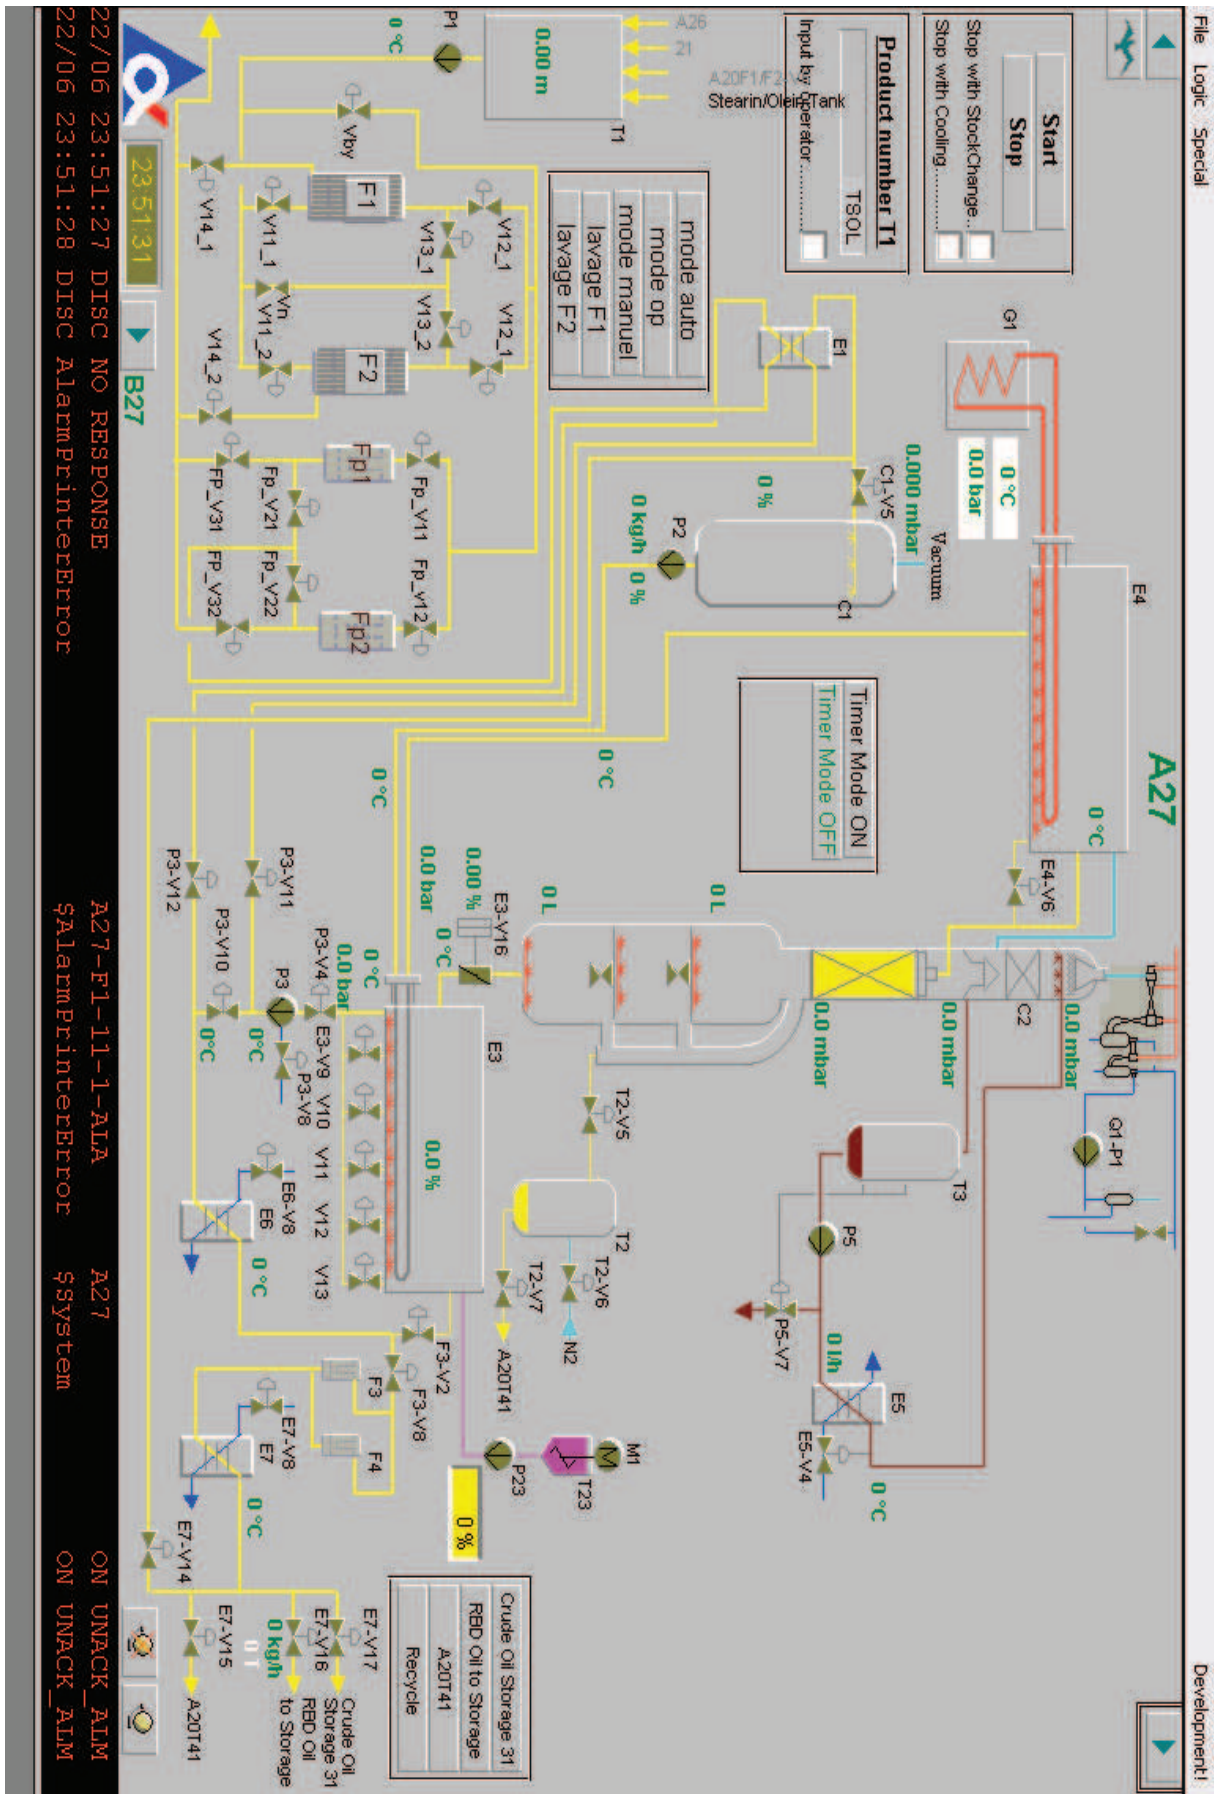 File Logic Special Development!
A27
Start
Stop
Stop with StockChange..
Stop with Cooling............
Product number T1
TSOL
Input by operator..........
A26
21
Stearin/Olein Tank
T1
0.00 m
P1
0 °C
G1
0 °C
0.0 bar
E4
0 °C
E4-V6
C2
0.0 mbar
0.0 mbar
0.0 mbar
Q1-P1
T3
P5
P5-V7
0 l/h
E5
E5-V4
0 °C
Timer Mode ON
Timer Mode OFF
E1
C1-V5
Vacuum
0.000 mbar
C1
0 %
P2
0 kg/h
0 %
mode auto
mode op
mode manuel
lavage F1
lavage F2
0 L
0 L
E3-V16
0.00 %
0.0 bar
0 °C
0 °C
0 °C
T2-V5
T2
T2-V6
N2
T2-V7
A20T41
M1
T23
P23
0 %
Vby
F1
F2
V12_1
V12_1
V13_1
V13_2
V11_1
Vn
V11_2
V14_1
V14_2
Fp1
Fp2
Fp_V11
Fp_v12
Fp_V21
Fp_V22
FP_V31
FP_V32
E3
0.0 %
0 °C
0.0 bar
P3-V4
E3-V9
V10
V11
V12
V13
P3
P3-V8
P3-V10
P3-V11
P3-V12
0°C
0°C
E6-V8
E6
0 °C
F3-V2
F3-V8
F3
F4
E7-V8
E7
0 °C
E7-V14
E7-V15
E7-V16
E7-V17
0 kg/h
0 T
Crude Oil
Storage 31
RBD Oil
to Storage
A20T41
Crude Oil Storage 31
RBD Oil to Storage
A20T41
Recycle
23:51:31
B27
22/06 23:51:27 DISC NO RESPONSE A27-F1-11-1-ALA A27 ON UNACK_ALM
22/06 23:51:28 DISC AlarmPrinterError $AlarmPrinterError $System ON UNACK_ALM